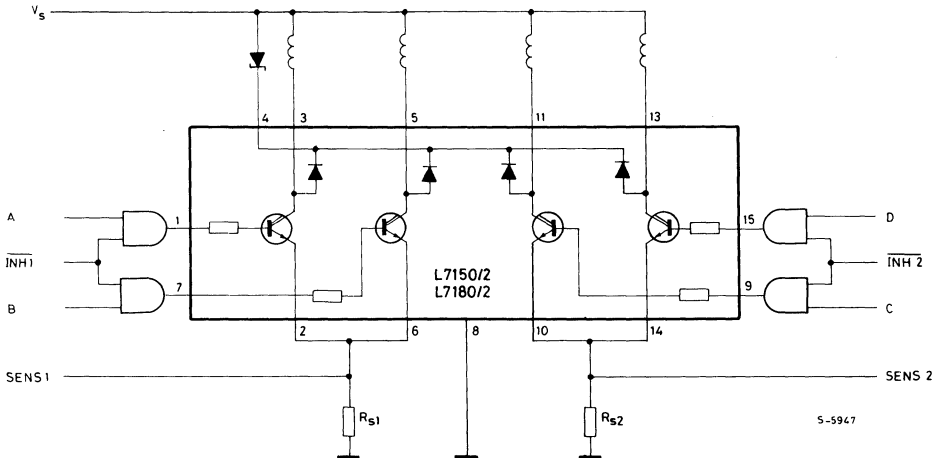 Vs
4 3 5 11 13
A
1
15
D
INH1
INH 2
B
7
L7150/2
L7180/2
9
C
2 6 8 10 14
SENS 1
SENS 2
Rs1
Rs2
S-5947